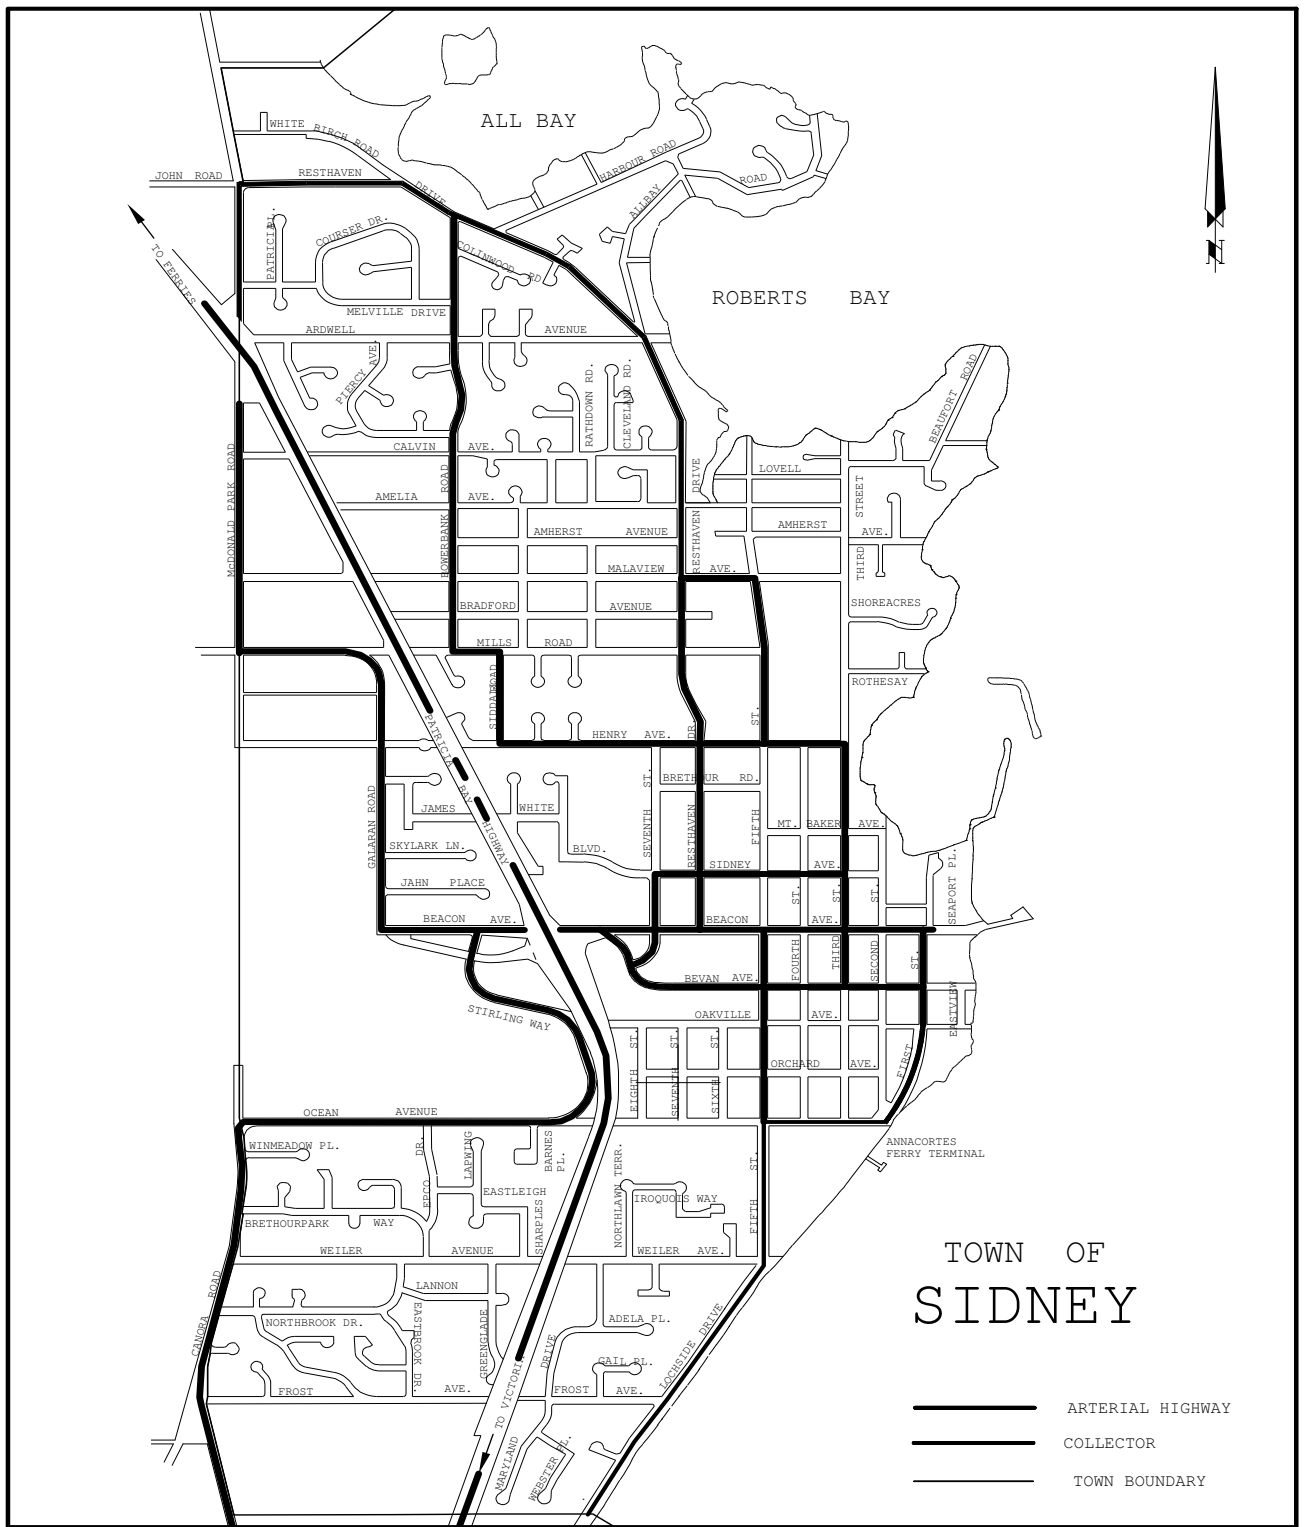 ALL BAY
WHITE BIRCH ROAD
HARBOUR ROAD
JOHN ROAD
RESTHAVEN DRIVE
ROAD
ALLBAY
PATRICIA PL.
COURSER DR.
TO FERRIES
COLINWOOD RD
ROBERTS BAY
N
MELVILLE DRIVE
ARDWELL AVENUE
PIERCY AVE.
RATHDOWN RD.
CLEVELAND RD.
BEAUFORT ROAD
CALVIN AVE.
McDONALD PARK ROAD
BOWERBANK ROAD
RESTHAVEN DRIVE
LOVELL
THIRD STREET
AMELIA AVE.
AMHERST AVENUE
AMHERST AVE.
MALAVIEW AVE.
BRADFORD AVENUE
SHOREACRES
MILLS ROAD
ROTHESAY
SIDDALL ROAD
PATRICIA BAY HIGHWAY
HENRY AVE.
DR.
ST.
BRETHOUR RD.
SEVENTH ST.
RESTHAVEN
FIFTH
GALARAN ROAD
JAMES WHITE BLVD.
MT. BAKER AVE.
SKYLARK LN.
SIDNEY AVE.
JAHN PLACE
SEAPORT PL.
BEACON AVE.
BEACON AVE.
FOURTH ST.
THIRD ST.
SECOND ST.
ST.
BEVAN AVE.
EASTVIEW
STIRLING WAY
OAKVILLE AVE.
EIGHTH ST.
SEVENTH ST.
SIXTH ST.
ORCHARD AVE.
FIRST
OCEAN AVENUE
WINMEADOW PL.
EPCO DR.
LAPWING
BARNES PL.
ANNACORTES
FERRY TERMINAL
EASTLEIGH
NORTHLAWN TERR.
IROQUOIS WAY
FIFTH ST.
BRETHOURPARK WAY
SHARPLES
WEILER AVENUE
WEILER AVE.
TOWN OF
SIDNEY
CANORA ROAD
LANNON
NORTHBROOK DR.
EASTBROOK DR.
GREENGLADE
ADELA PL.
DRIVE
GAIL PL.
LOCHSIDE DRIVE
FROST AVE.
FROST AVE.
TO VICTORIA
MARYLAND
WEBSTER PL.
ARTERIAL HIGHWAY
COLLECTOR
TOWN BOUNDARY